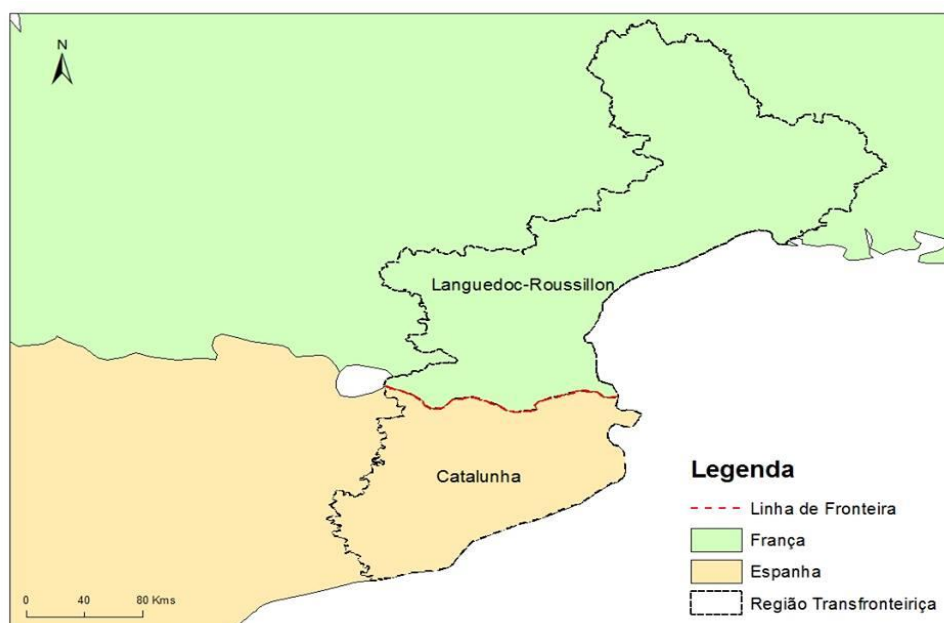 N
Languedoc-Roussillon
Catalunha
Legenda
Linha de Fronteira
França
Espanha
Região Transfronteiriça
0 40 80 Kms